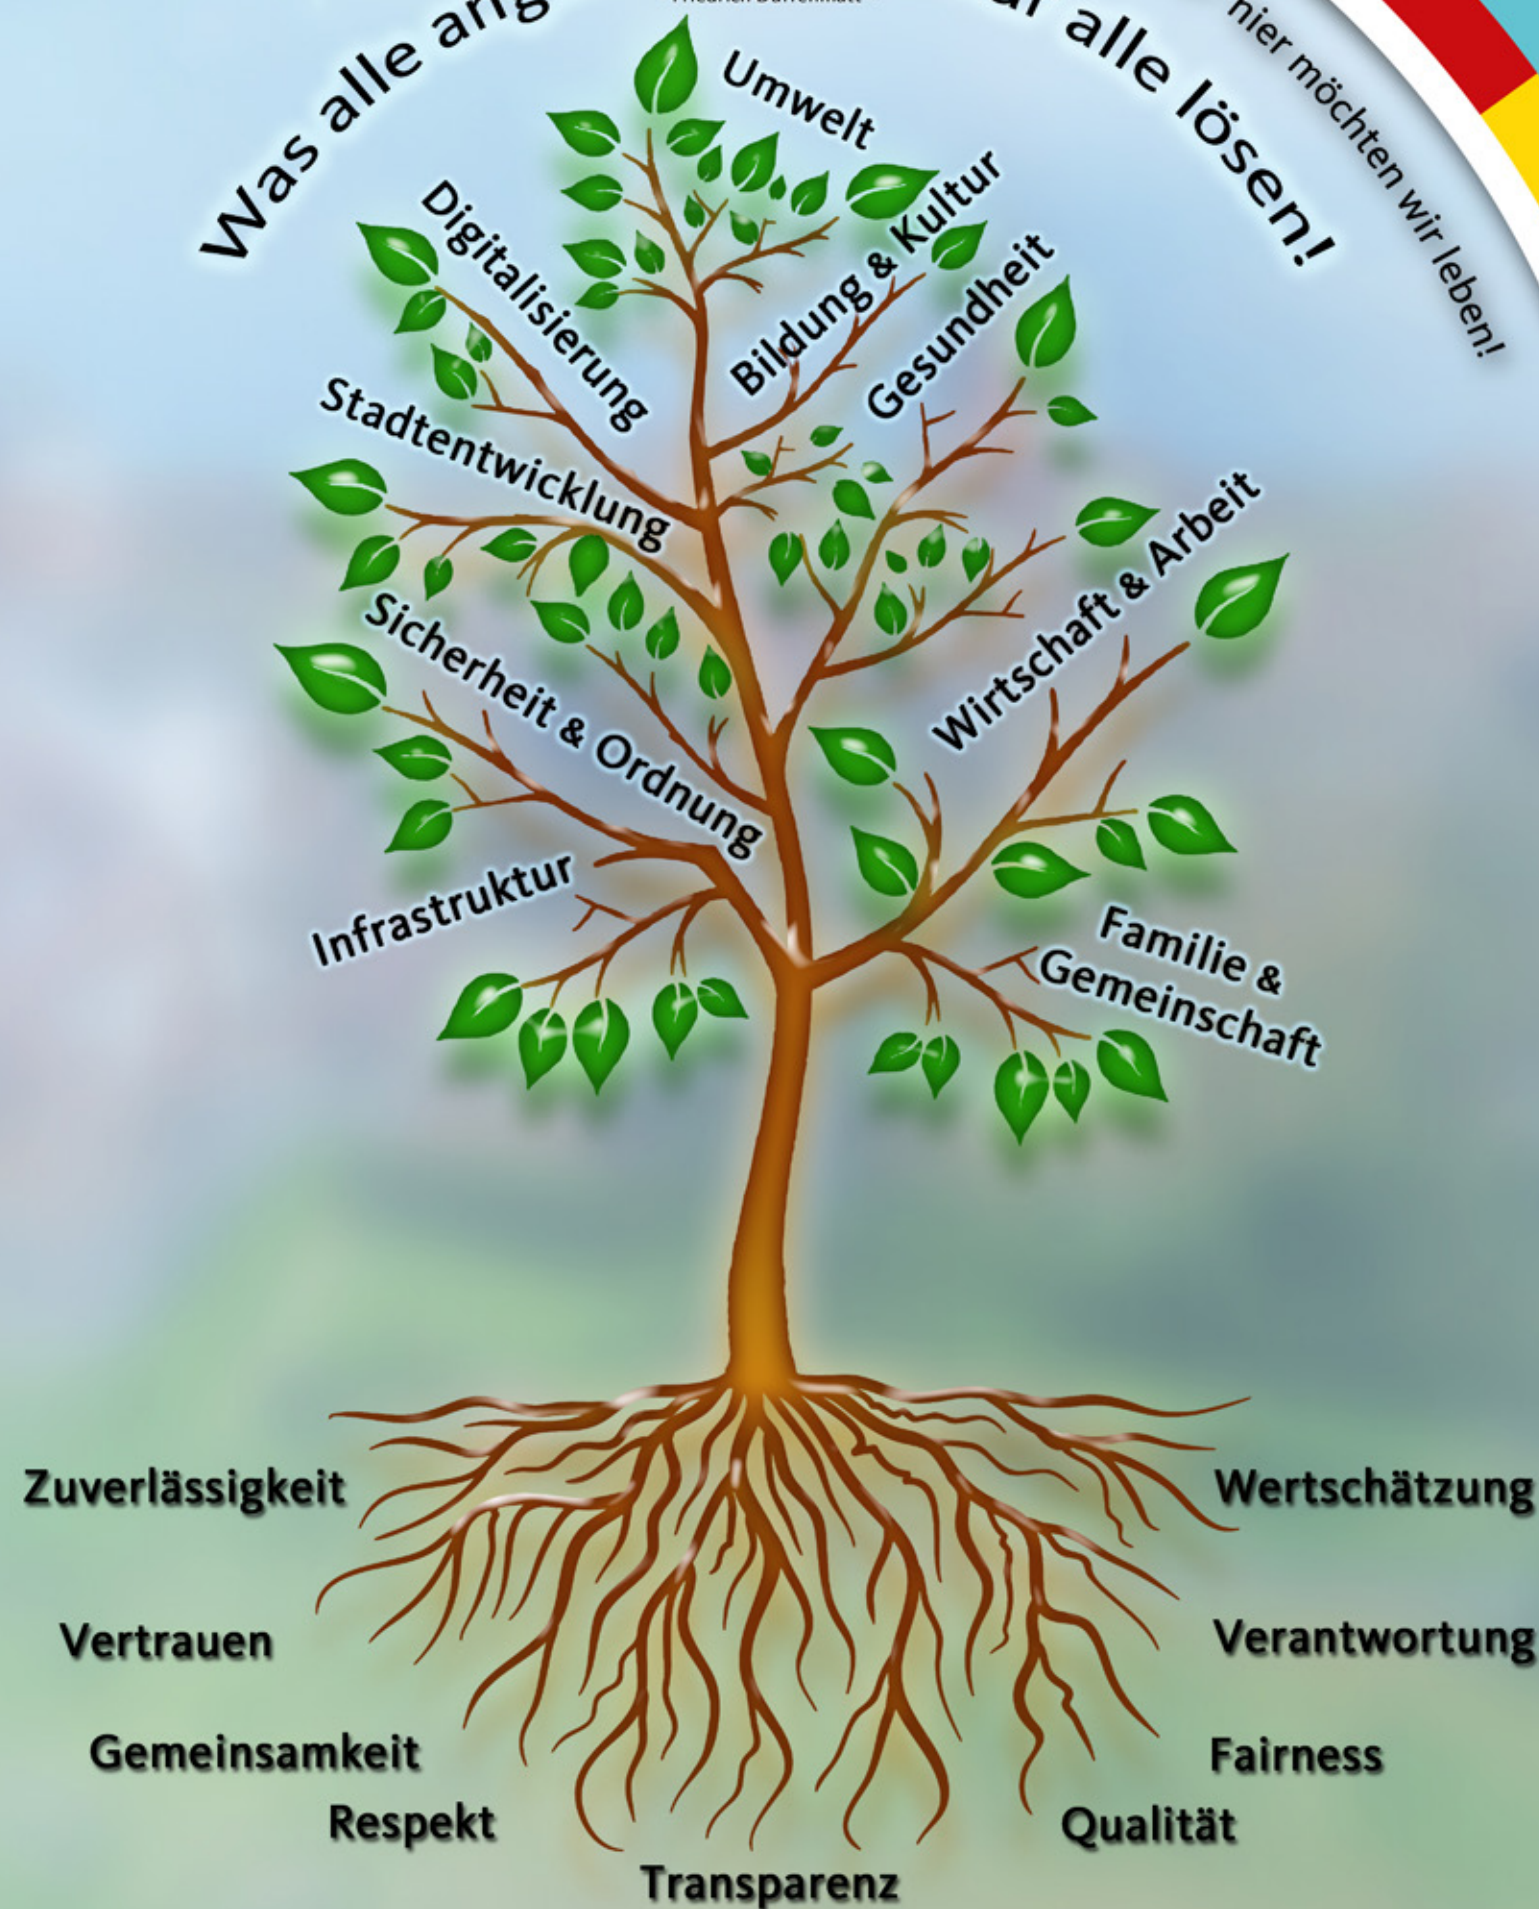 Was alle
alle lösen!
hier möchten wir leben!
Umwelt
Digitalisierung
Bildung & Kultur
Gesundheit
Stadtentwicklung
Wirtschaft & Arbeit
Sicherheit & Ordnung
Infrastruktur
Familie &
Gemeinschaft
Zuverlässigkeit
Wertschätzung
Vertrauen
Verantwortung
Gemeinsamkeit
Fairness
Respekt
Qualität
Transparenz